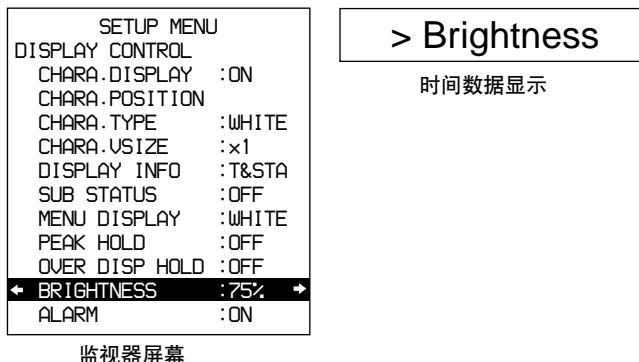 SETUP MENU
DISPLAY CONTROL
CHARA.DISPLAY :ON
CHARA.POSITION
CHARA.TYPE :WHITE
CHARA.VSIZE :×1
DISPLAY INFO :T&STA
SUB STATUS :OFF
MENU DISPLAY :WHITE
PEAK HOLD :OFF
OVER DISP HOLD :OFF
← BRIGHTNESS :75% →
ALARM :ON
监视器屏幕
> Brightness
时间数据显示